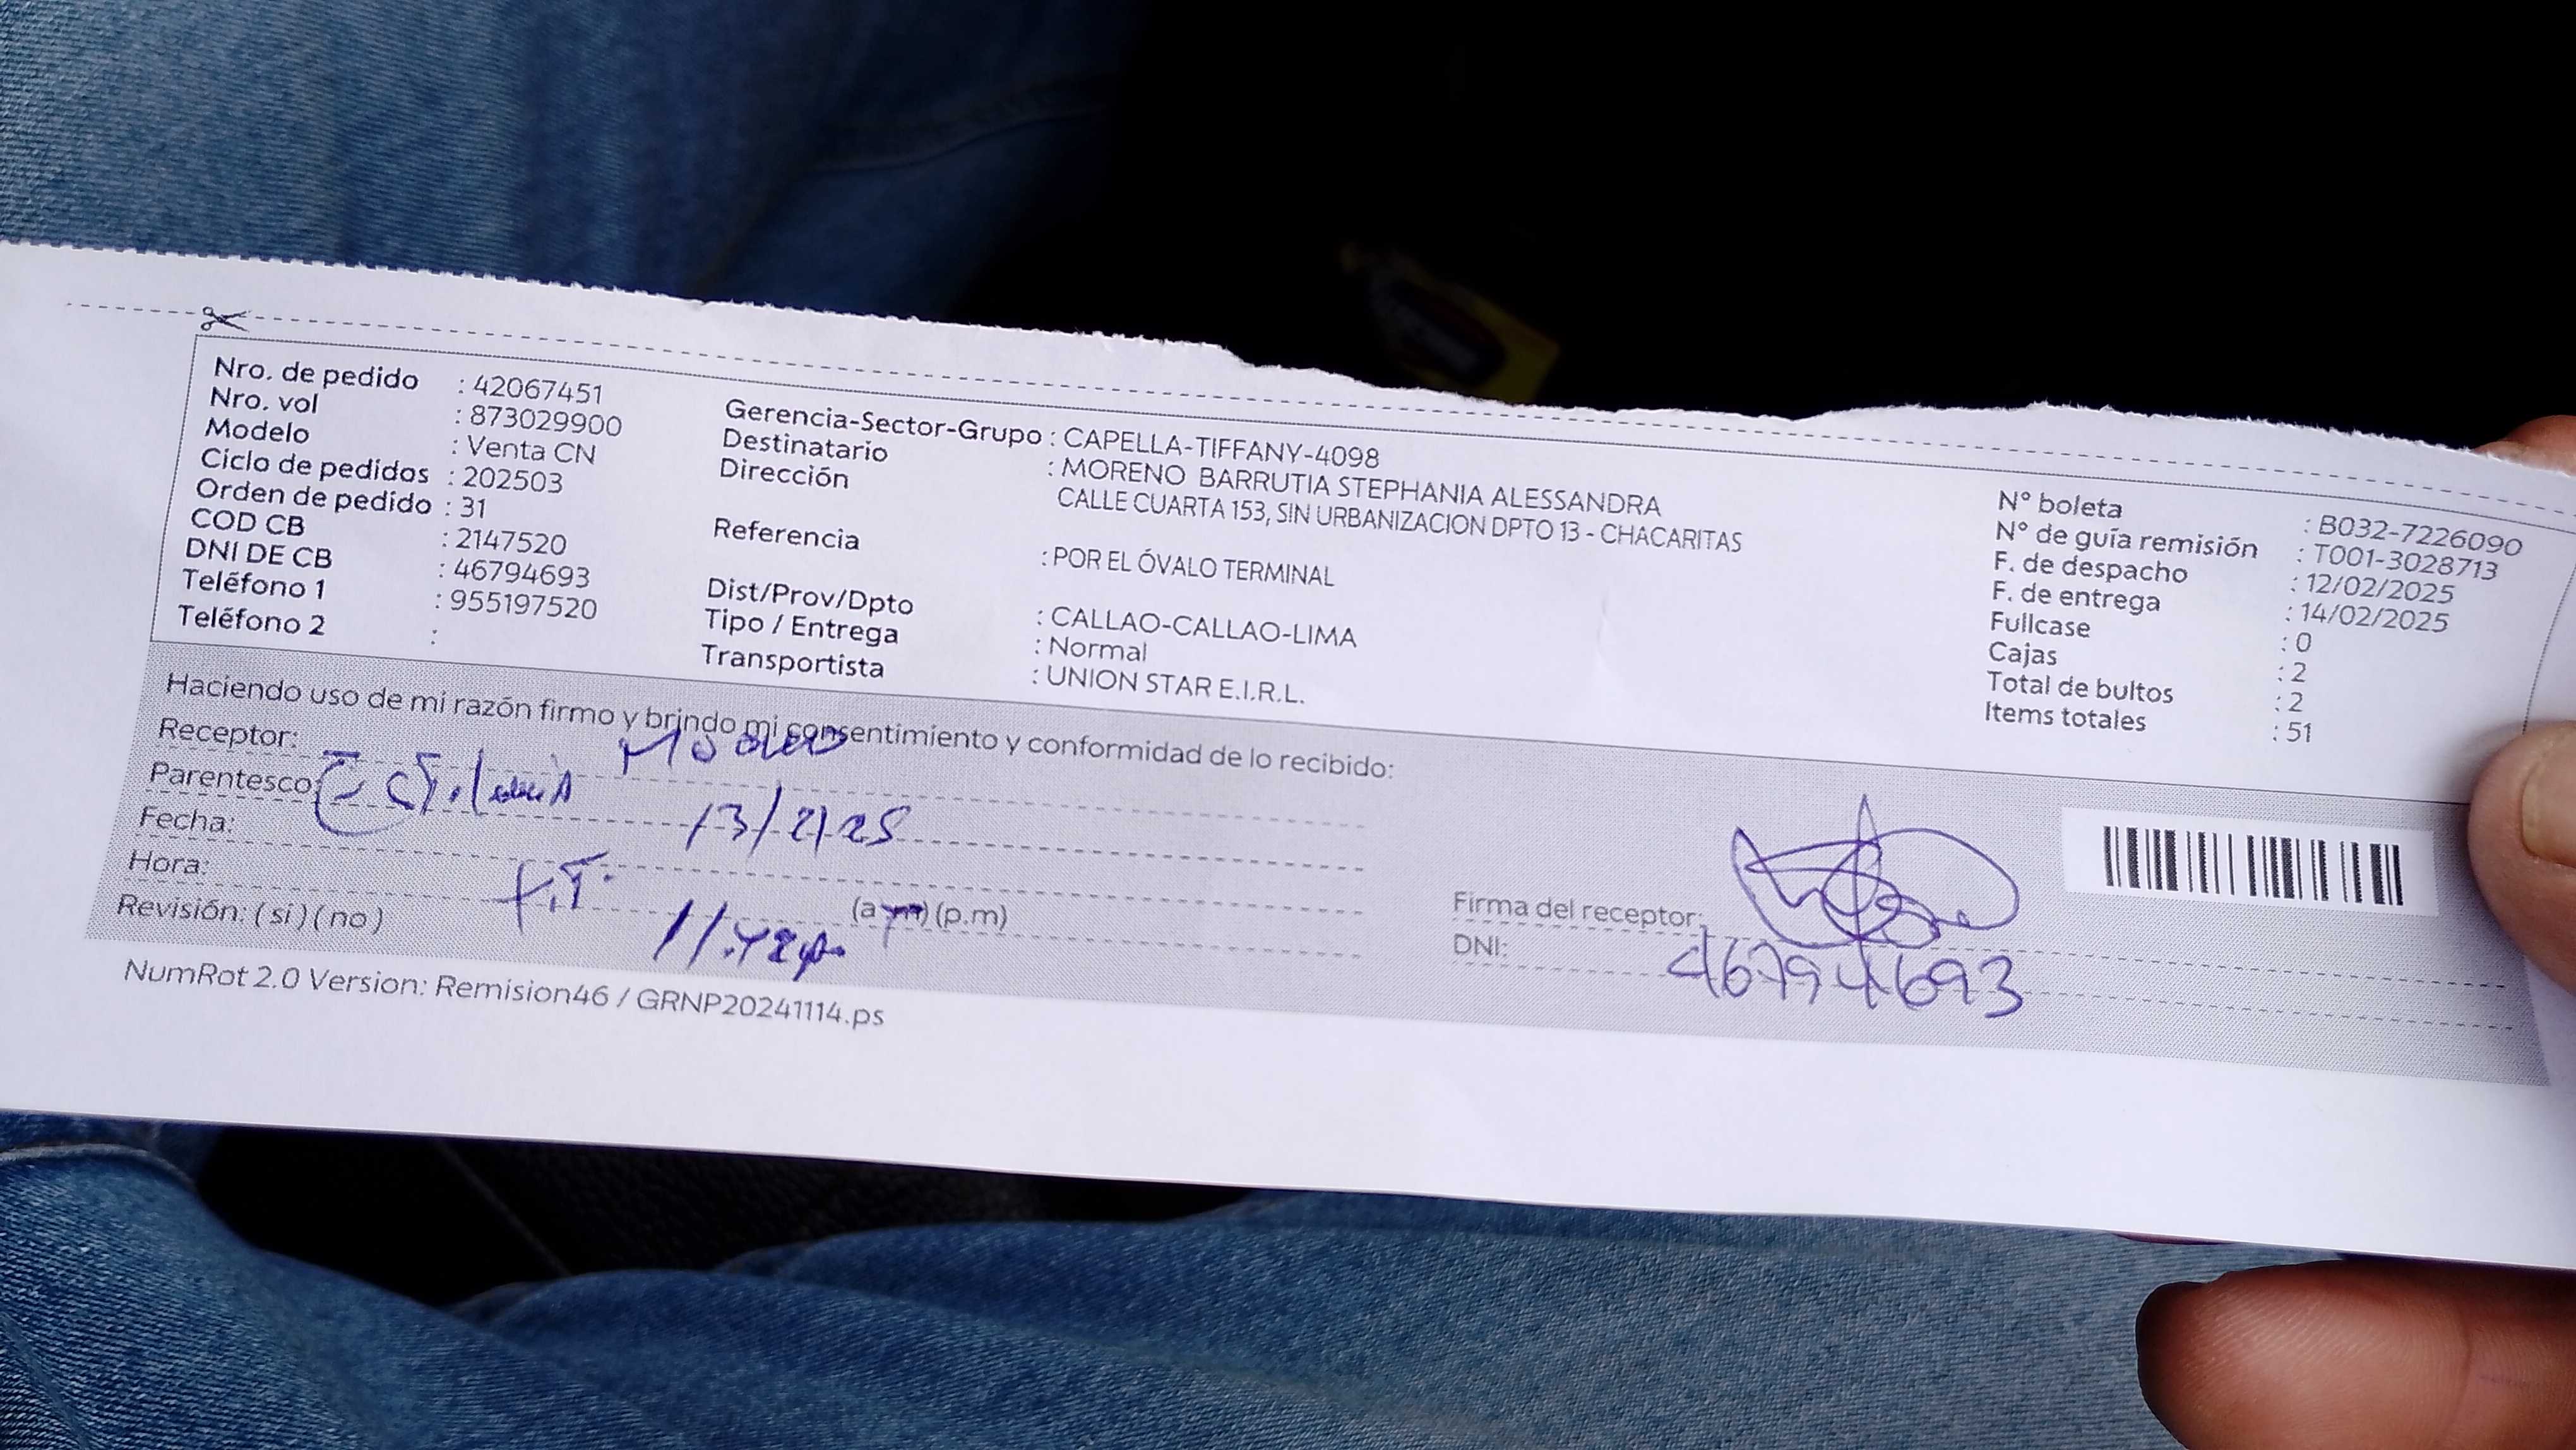 Nro. de pedido : 42067451
Nro. vol : 873029900
Modelo : Venta CN
Ciclo de pedidos : 202503
Orden de pedido : 31
COD CB : 2147520
DNI DE CB : 46794693
Teléfono 1 : 955197520
Teléfono 2 :
Gerencia-Sector-Grupo : CAPELLA-TIFFANY-4098
Destinatario : MORENO BARRUTIA STEPHANIA ALESSANDRA
Dirección CALLE CUARTA 153, SIN URBANIZACION DPTO 13 - CHACARITAS
Referencia : POR EL ÓVALO TERMINAL
Dist/Prov/Dpto : CALLAO-CALLAO-LIMA
Tipo / Entrega : Normal
Transportista : UNION STAR E.I.R.L.
N° boleta : B032-7226090
N° de guía remisión : T001-3028713
F. de despacho : 12/02/2025
F. de entrega : 14/02/2025
Fullcase : 0
Cajas : 2
Total de bultos : 2
Items totales : 51
Haciendo uso de mi razón firmo y brindo mi consentimiento y conformidad de lo recibido:
Receptor:
Parentesco:
Fecha: 13/2/25
Hora: (a.m) (p.m)
Revisión: (si) (no)
Firma del receptor:
DNI: 46794693
NumRot 2.0 Version: Remision46 / GRNP20241114.ps